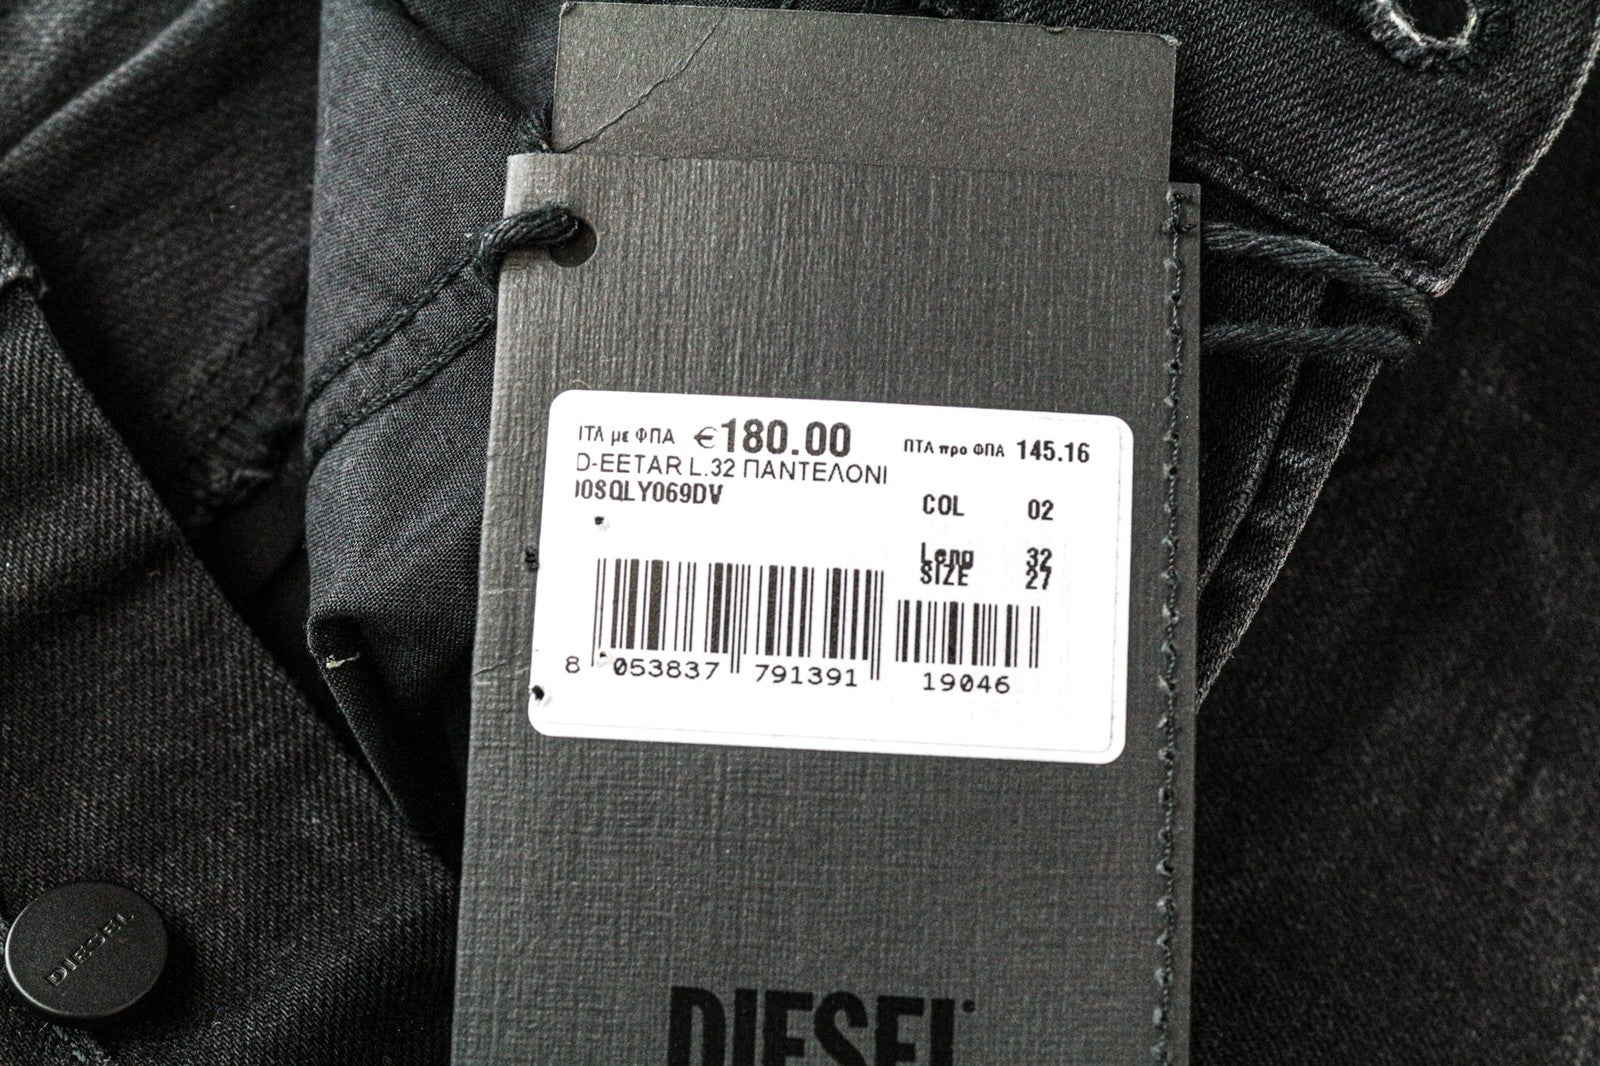 ΠΤΛ με ΦΠΑ €180.00 ΠΤΛ προ ΦΠΑ 145.16
D-EETAR L.32 ΠΑΝΤΕΛΟΝΙ
00SQLY069DV
COL 02
Leng 32
SIZE 27
8 053837 791391 19046
DIESEL
DIESEL